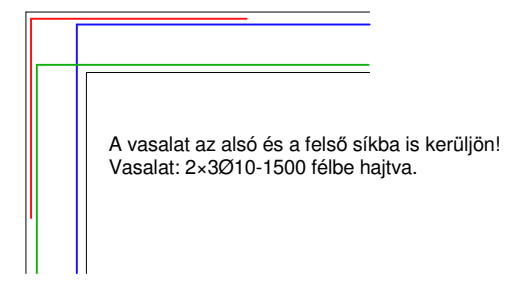 A vasalat az alsó és a felső síkba is kerüljön!
Vasalat: 2×3Ø10-1500 félbe hajtva.